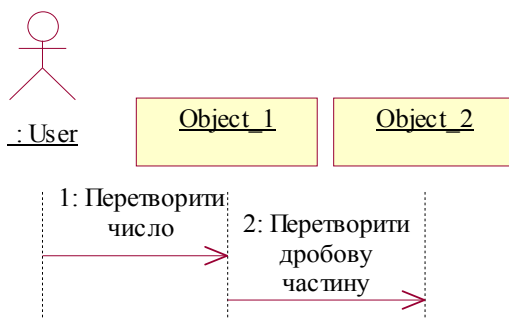 _: User
Object_1
Object_2
1: Перетворити
число
2: Перетворити
дробову
частину